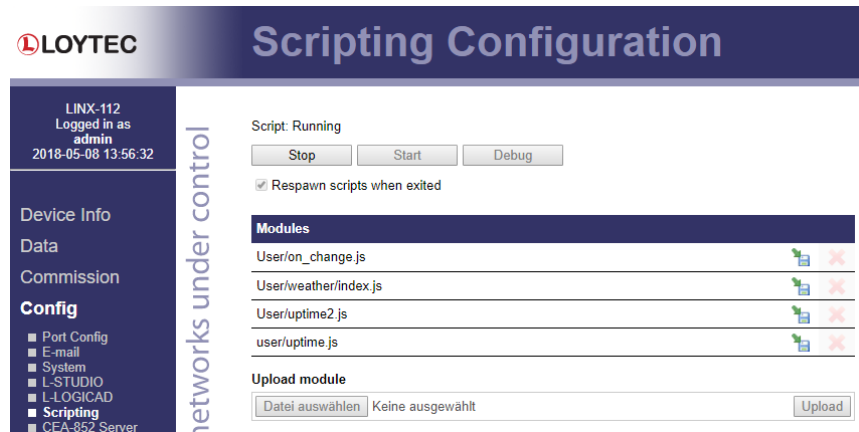 LOYTEC
Scripting Configuration
LINX-112
Logged in as
admin
2018-05-08 13:56:32
Device Info
Data
Commission
Config
Port Config
E-mail
System
L-STUDIO
L-LOGICAD
Scripting
CEA-852 Server
networks under control
Script: Running
Stop Start Debug
Respawn scripts when exited
Modules
User/on_change.js
User/weather/index.js
User/uptime2.js
user/uptime.js
Upload module
Datei auswählen Keine ausgewählt Upload